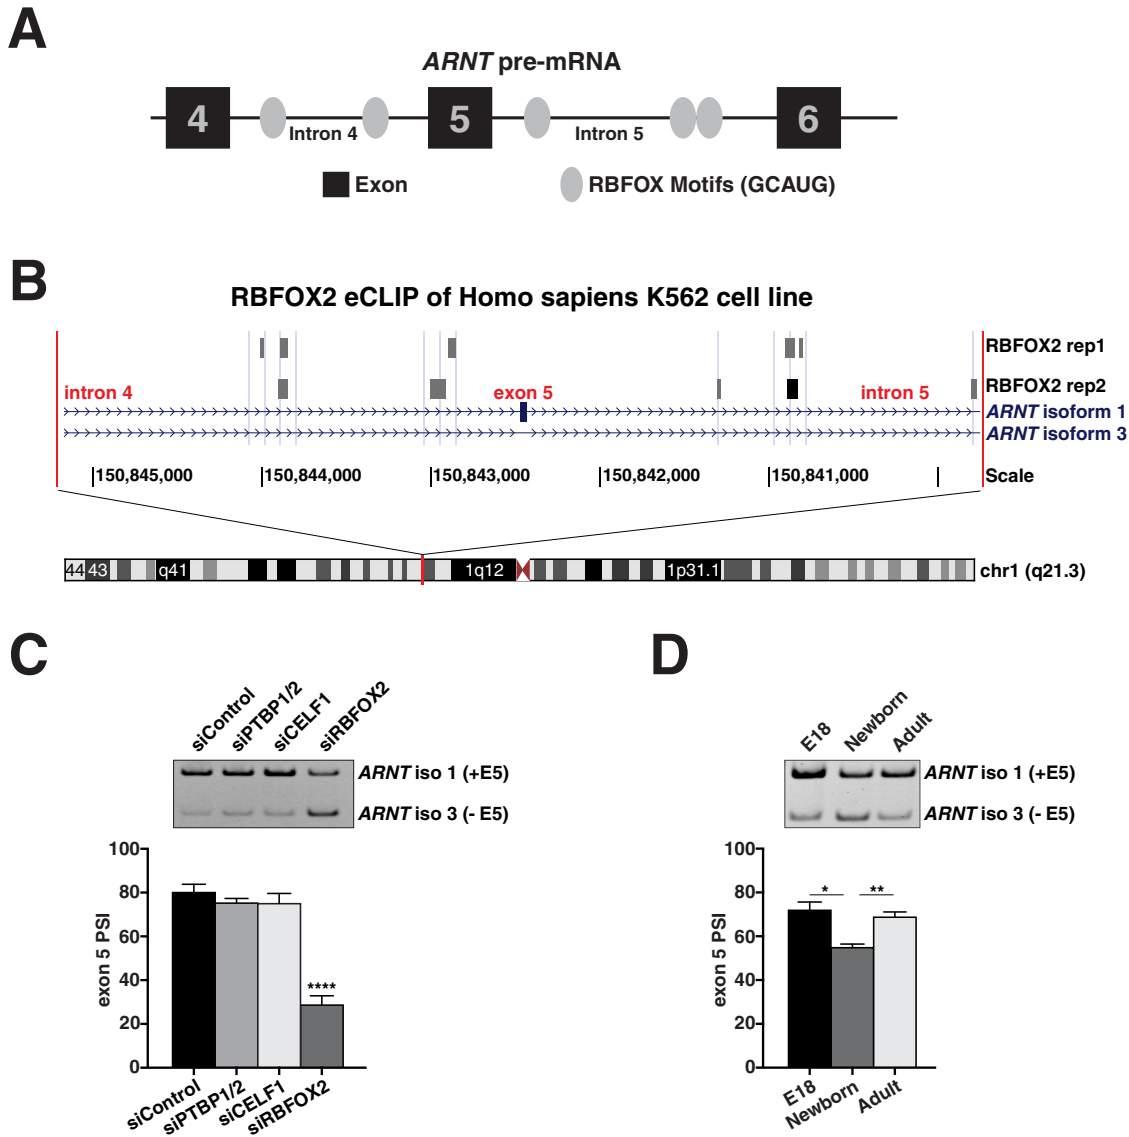 A
ARNT pre-mRNA
4
5
6
Intron 4
Intron 5
Exon
RBFOX Motifs (GCAUG)
B
RBFOX2 eCLIP of Homo sapiens K562 cell line
RBFOX2 rep1
intron 4
exon 5
intron 5
RBFOX2 rep2
ARNT isoform 1
ARNT isoform 3
150,845,000
150,844,000
150,843,000
150,842,000
150,841,000
Scale
44 43 q41 1q12 1p31.1 chr1 (q21.3)
C
siControl
siPTBP1/2
siCELF1
siRBFOX2
ARNT iso 1 (+E5)
ARNT iso 3 (- E5)
exon 5 PSI
100
80
60
40
20
0
****
siControl
siPTBP1/2
siCELF1
siRBFOX2
D
E18
Newborn
Adult
ARNT iso 1 (+E5)
ARNT iso 3 (- E5)
exon 5 PSI
100
80
60
40
20
0
*
**
E18
Newborn
Adult